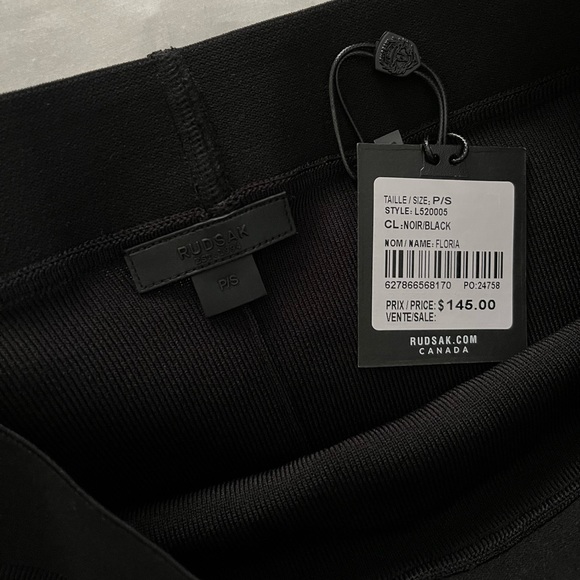 RUDSAK
P/S
TAILLE / SIZE: P/S
STYLE: L520005
CL.:NOIR/BLACK
NOM / NAME: FLORIA
627866568170 PO:24758
PRIX / PRICE: $145.00
VENTE/SALE:
RUDSAK.COM
CANADA